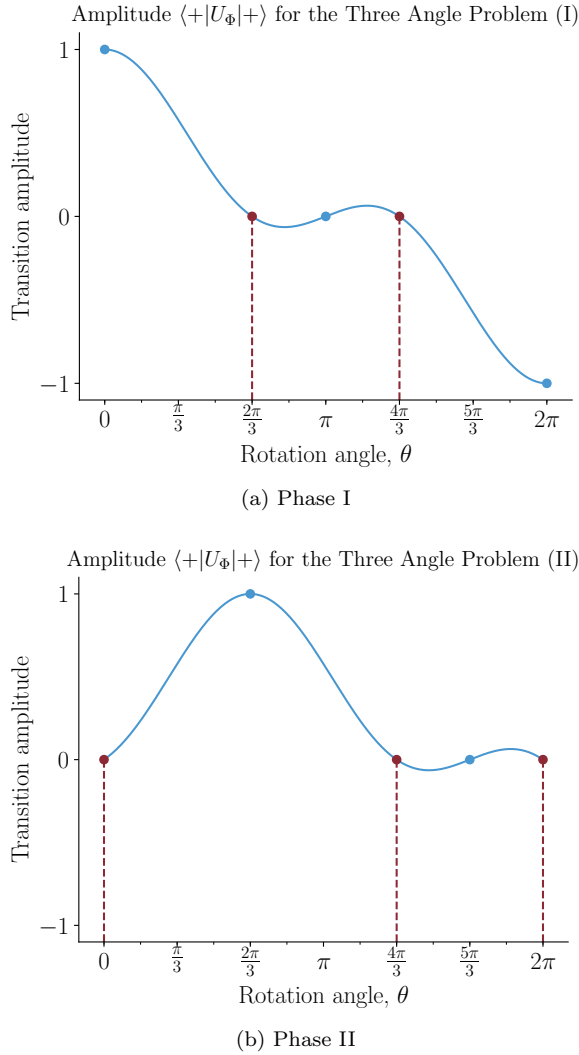 Amplitude ⟨+|U_Φ|+⟩ for the Three Angle Problem (I)
Transition amplitude
1
0
−1
0 π/3 2π/3 π 4π/3 5π/3 2π
Rotation angle, θ
(a) Phase I
Amplitude ⟨+|U_Φ|+⟩ for the Three Angle Problem (II)
Transition amplitude
1
0
−1
0 π/3 2π/3 π 4π/3 5π/3 2π
Rotation angle, θ
(b) Phase II